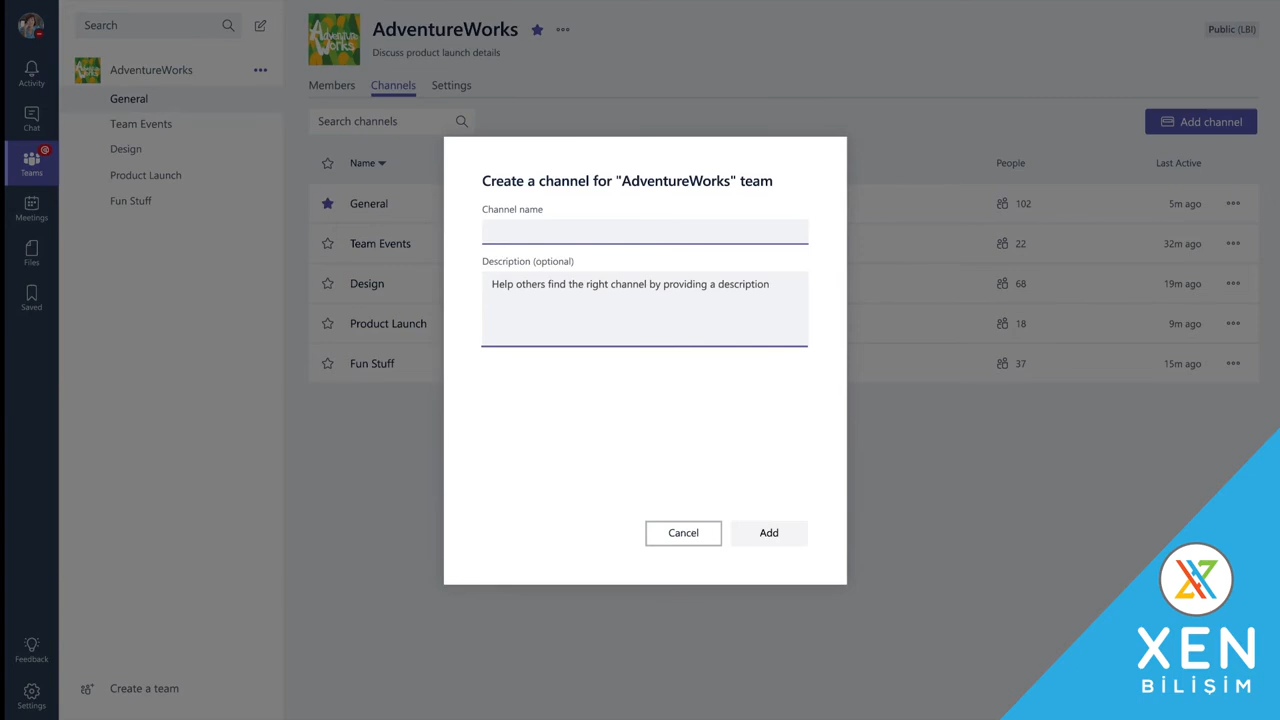 Search
AdventureWorks
Discuss product launch details
Public (LBI)
Activity
Chat
Teams
Meetings
Files
Saved
Feedback
Settings
AdventureWorks
General
Team Events
Design
Product Launch
Fun Stuff
Create a team
Members Channels Settings
Search channels
Add channel
Name People Last Active
General 102 5m ago
Team Events 22 32m ago
Design 68 19m ago
Product Launch 18 9m ago
Fun Stuff 37 15m ago
Create a channel for "AdventureWorks" team
Channel name
Description (optional)
Help others find the right channel by providing a description
Cancel Add
XEN
BİLİŞİM